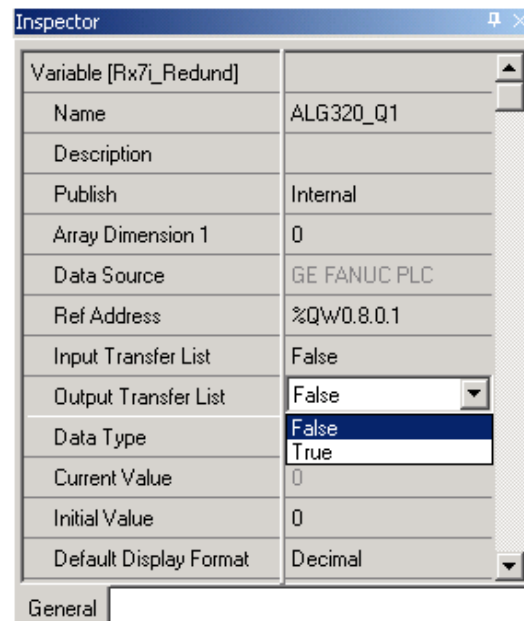 Inspector
Variable [Rx7i_Redund]
Name ALG320_Q1
Description
Publish Internal
Array Dimension 1 0
Data Source GE FANUC PLC
Ref Address %QW0.8.0.1
Input Transfer List False
Output Transfer List False
Data Type False
True
Current Value 0
Initial Value 0
Default Display Format Decimal
General